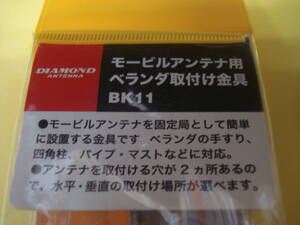 DIAMOND
ANTENNA
モービルアンテナ用
ベランダ取付け金具
BK11
●モービルアンテナを固定局として簡単
に設置する金具です。ベランダの手すり、
四角柱、パイプ・マストなどに対応。
●アンテナを取付ける穴が2ヵ所あるの
で、水平・垂直の取付け場所が選べます。